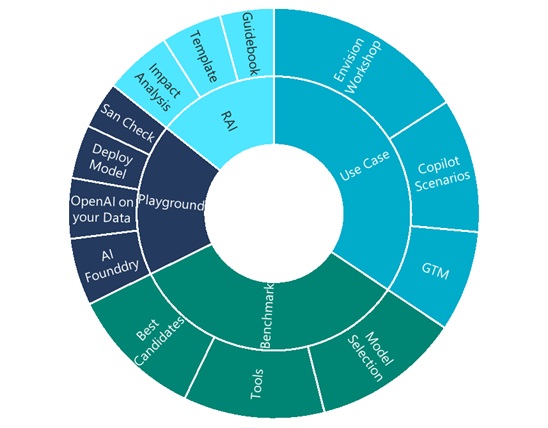 Use Case
Envision
Workshop
Copilot
Scenarios
GTM
Benchmark
Model
Selection
Tools
Best
Candidates
Playground
AI
Founddry
OpenAI on
your Data
Deploy
Model
San Check
RAI
Impact
Analysis
Template
Guidebook